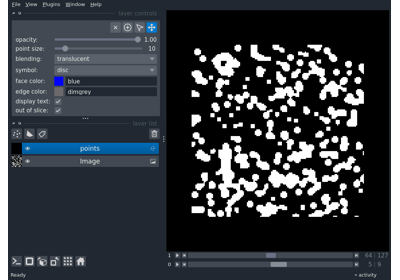 File View Plugins Window Help
layer controls
opacity: 1.00
point size: 10
blending: translucent
symbol: disc
face color: blue
edge color: dimgrey
display text:
out of slice:
layer list
points
Image
1 64 127
0 5 9
Ready activity